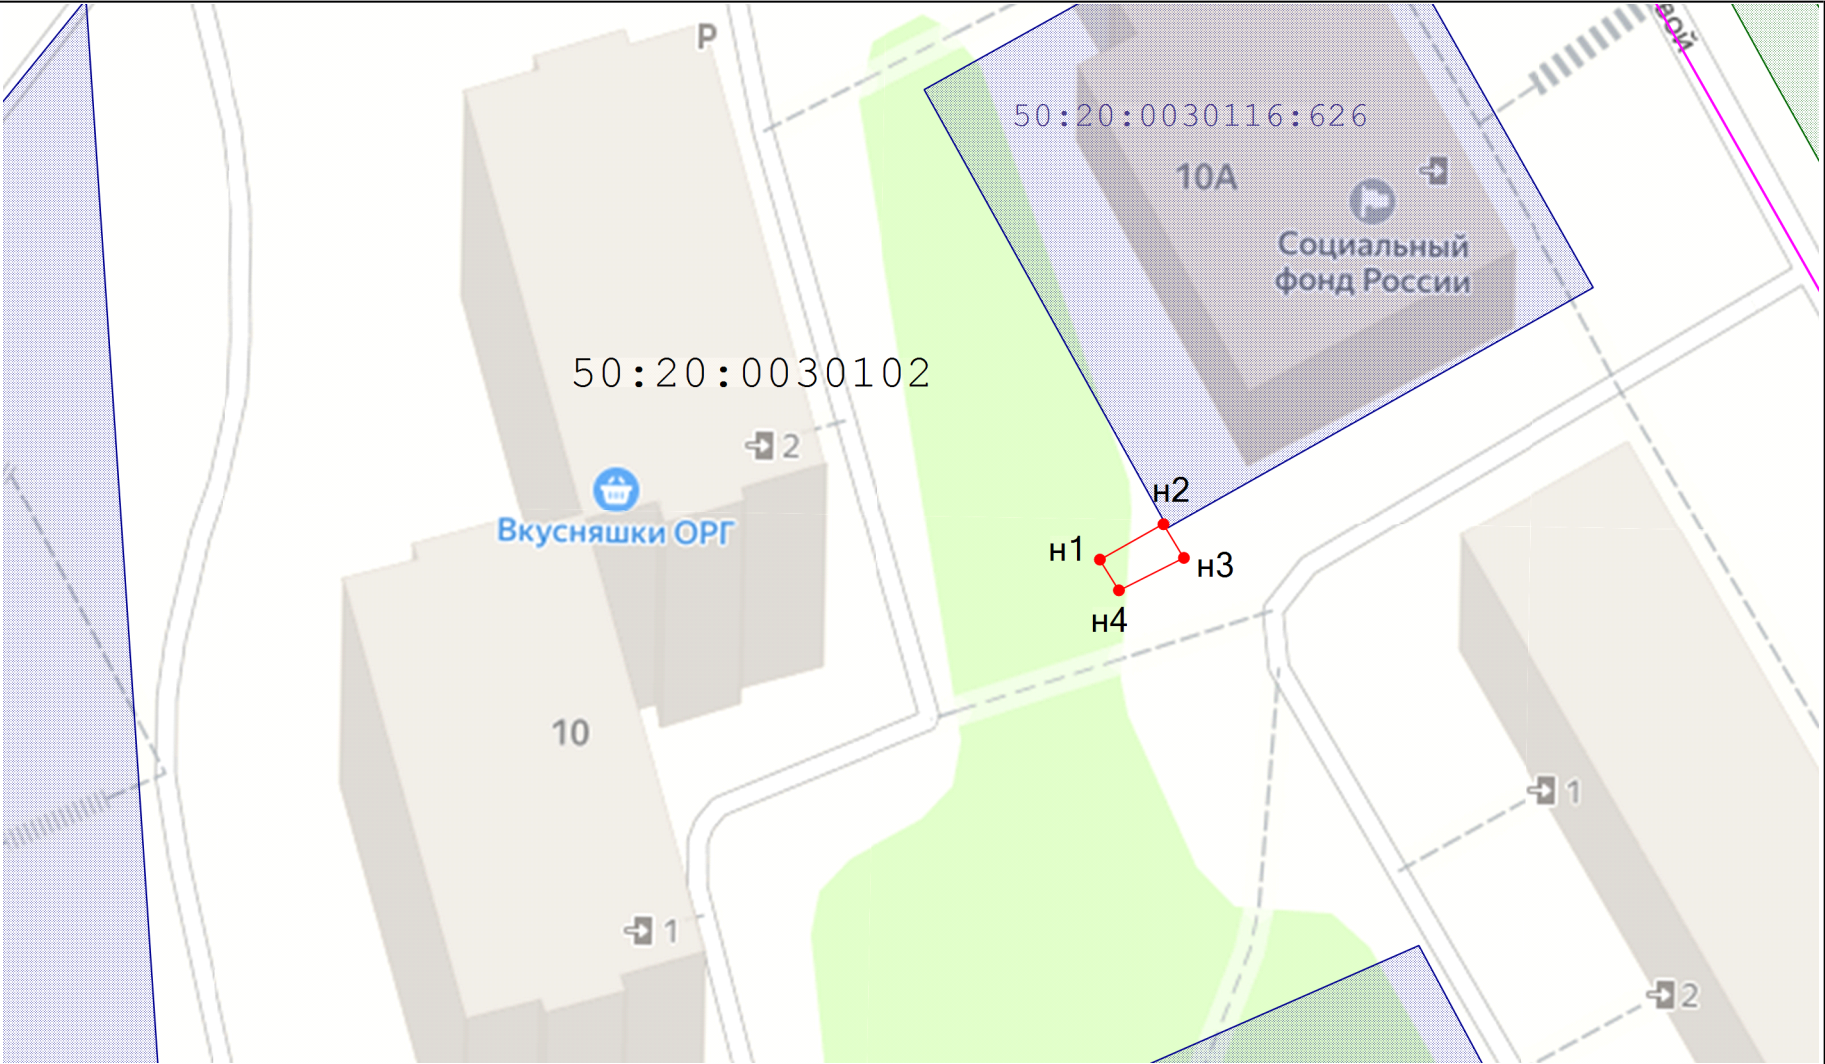 P
вой
50:20:0030116:626
10А
Социальный
фонд России
50:20:0030102
2
Вкусняшки ОРГ
н2
н1
н3
н4
10
1
1
2